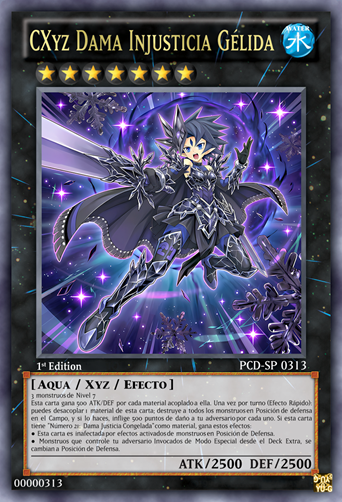 CXyz Dama Injusticia Gélida
WATER
水
1st Edition
PCD-SP 0313
[ Aqua / Xyz / Efecto ]
3 monstruos de Nivel 7
Esta carta gana 500 ATK/DEF por cada material acoplado a ella. Una vez por turno (Efecto Rápido):
puedes desacoplar 1 material de esta carta; destruye a todos los monstruos en Posición de defensa
en el Campo, y si lo haces, inflige 500 puntos de daño a tu adversario por cada uno. Si esta carta
tiene "Número 21: Dama Justicia Congelada" como material, gana estos efectos:
• Esta carta es inafectada por efectos activados de monstruos en Posición de Defensa.
• Monstruos que controle tu adversario Invocados de Modo Especial desde el Deck Extra, se
cambian a Posición de Defensa.
ATK/2500 DEF/2500
00000313